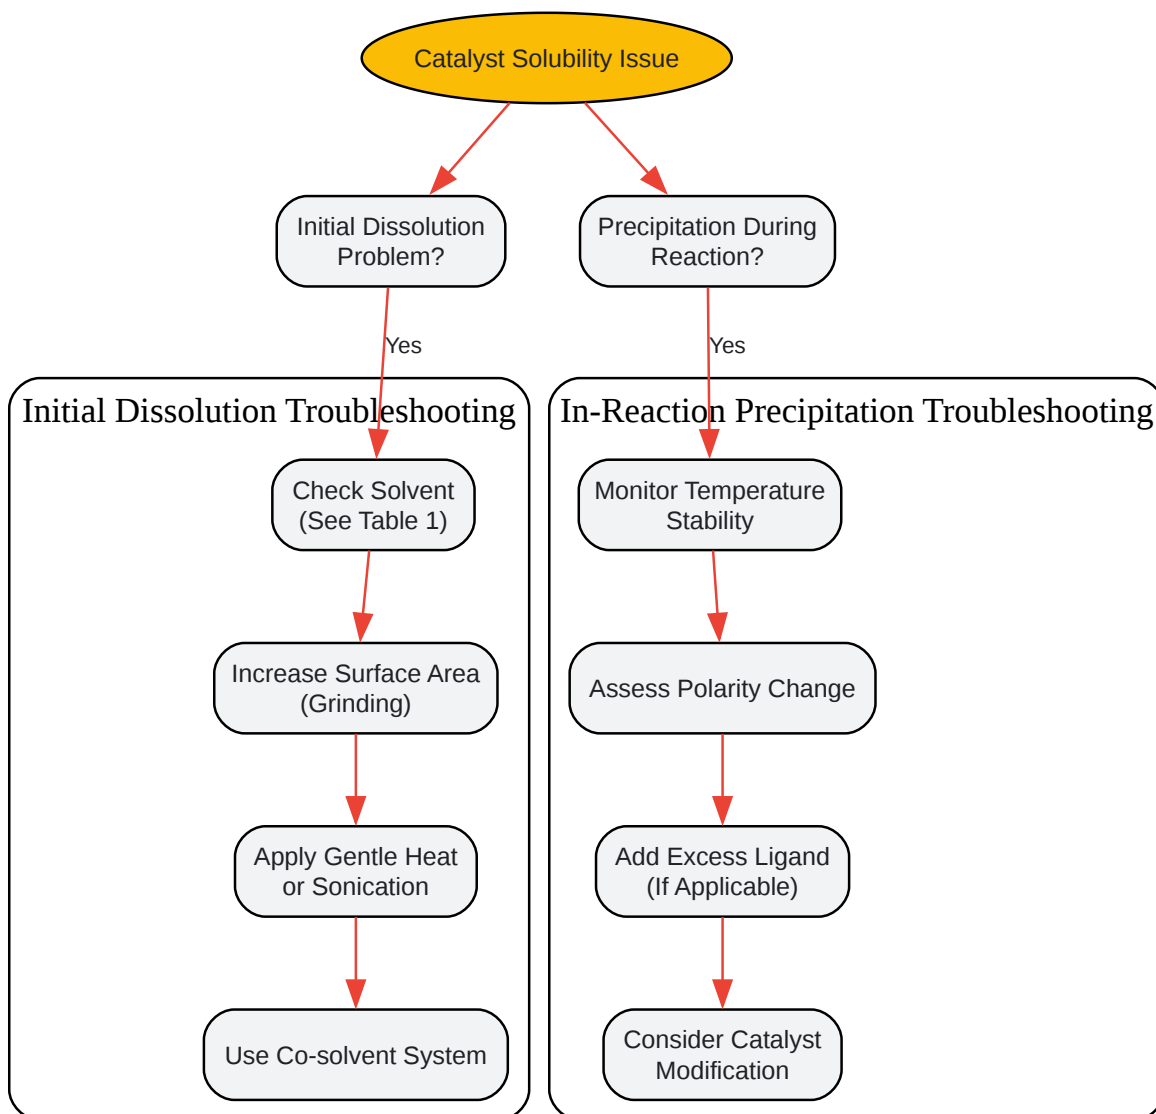 Catalyst Solubility Issue
Initial Dissolution
Problem?
Precipitation During
Reaction?
Yes
Yes
Initial Dissolution Troubleshooting
In-Reaction Precipitation Troubleshooting
Check Solvent
(See Table 1)
Monitor Temperature
Stability
Increase Surface Area
(Grinding)
Assess Polarity Change
Apply Gentle Heat
or Sonication
Add Excess Ligand
(If Applicable)
Use Co-solvent System
Consider Catalyst
Modification